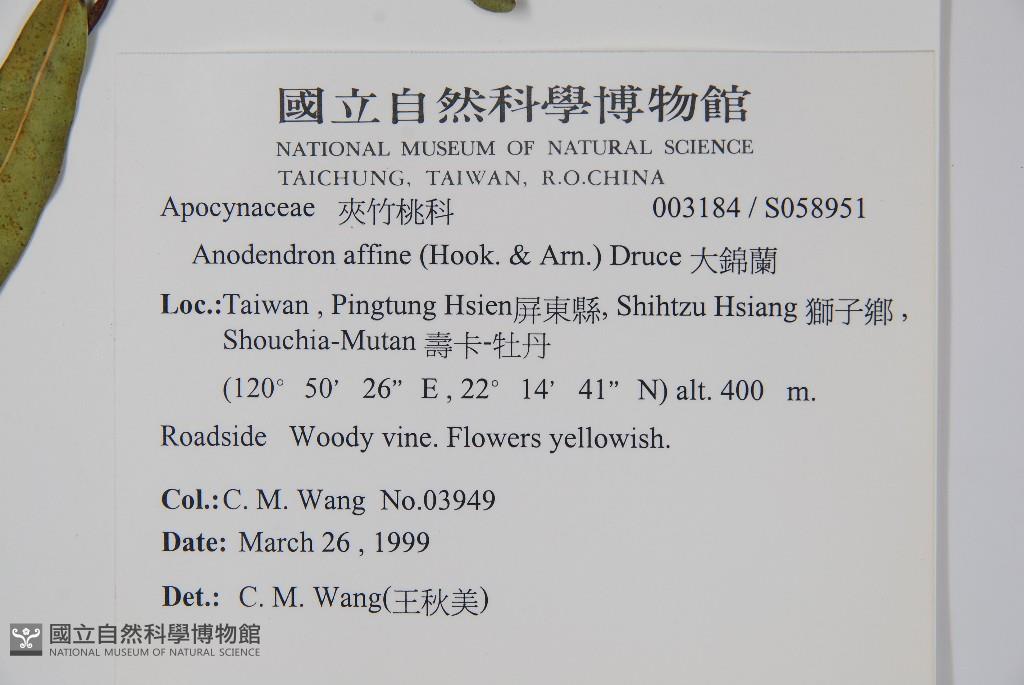 國立自然科學博物館
NATIONAL MUSEUM OF NATURAL SCIENCE
TAICHUNG, TAIWAN, R.O.CHINA
Apocynaceae 夾竹桃科 003184 / S058951
Anodendron affine (Hook. & Arn.) Druce 大錦蘭
Loc.:Taiwan , Pingtung Hsien屏東縣, Shihtzu Hsiang 獅子鄉 ,
Shouchia-Mutan 壽卡-牡丹
(120° 50’ 26” E , 22° 14’ 41” N) alt. 400 m.
Roadside Woody vine. Flowers yellowish.
Col.:C. M. Wang No.03949
Date: March 26 , 1999
Det.: C. M. Wang(王秋美)
國立自然科學博物館
NATIONAL MUSEUM OF NATURAL SCIENCE